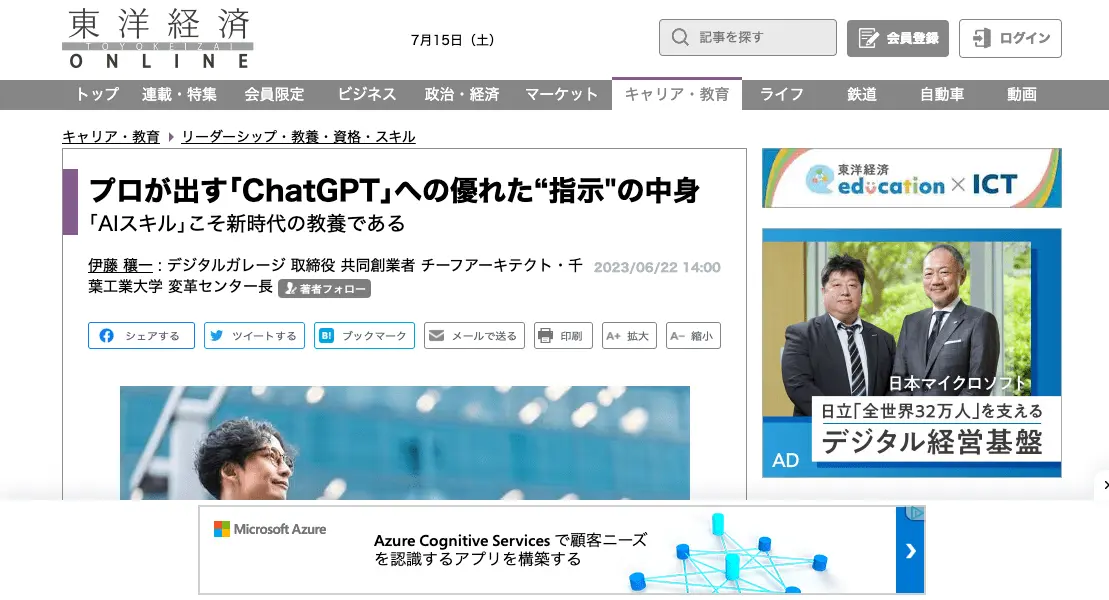 東洋経済
TOYOKEIZAI
ONLINE
7月15日（土）
記事を探す
会員登録
ログイン
トップ 連載・特集 会員限定 ビジネス 政治・経済 マーケット キャリア・教育 ライフ 鉄道 自動車 動画
キャリア・教育 リーダーシップ・教養・資格・スキル
プロが出す「ChatGPT」への優れた“指示"の中身
「AIスキル」こそ新時代の教養である
伊藤 穰一 : デジタルガレージ 取締役 共同創業者 チーフアーキテクト・千
葉工業大学 変革センター長 著者フォロー
2023/06/22 14:00
シェアする ツイートする B! ブックマーク メールで送る 印刷 A+ 拡大 A- 縮小
東洋経済
education × ICT
日本マイクロソフト
日立「全世界32万人」を支える
デジタル経営基盤
AD
Microsoft Azure
Azure Cognitive Services で顧客ニーズ
を認識するアプリを構築する